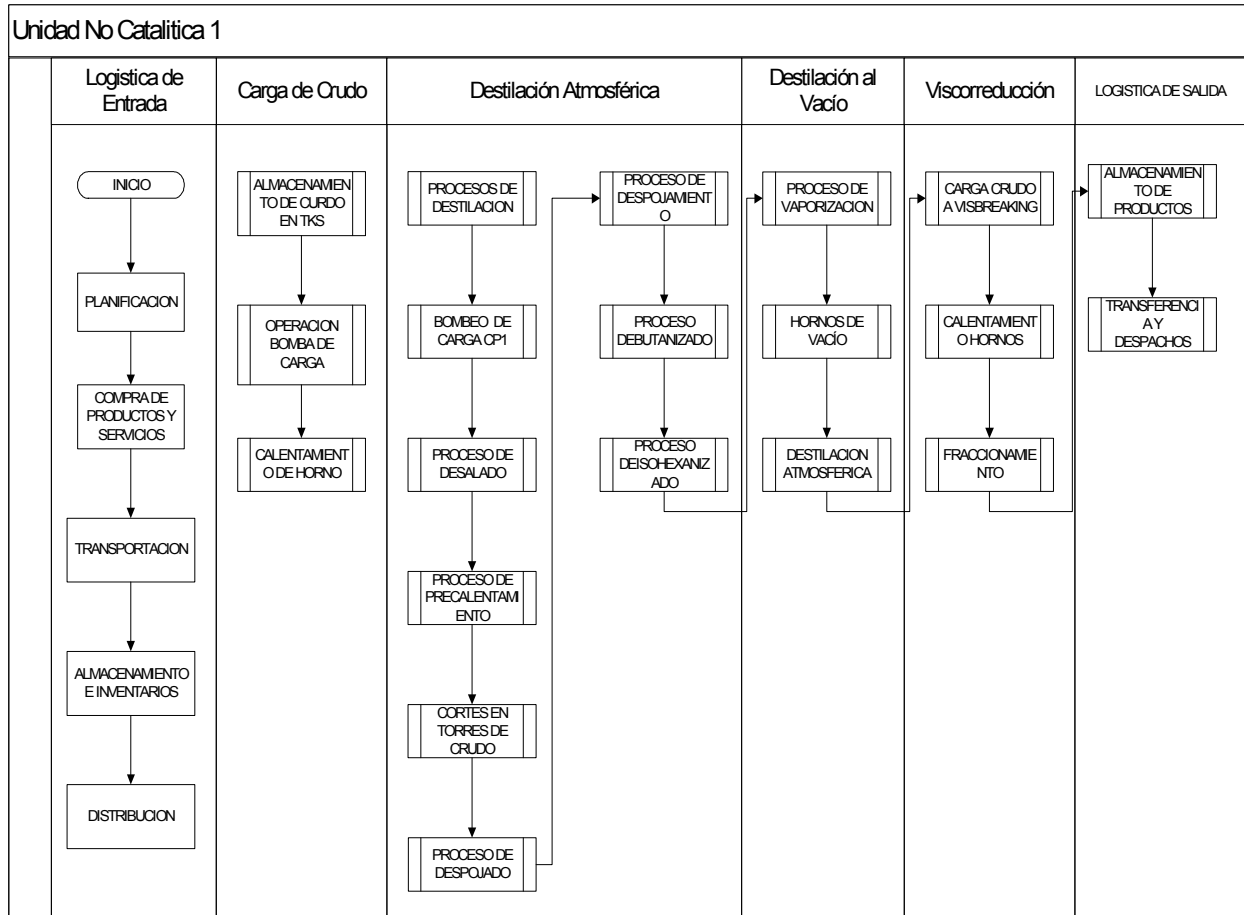 Unidad No Catalitica 1
Logistica de
Entrada
Carga de Crudo
Destilación Atmosférica
Destilación al
Vacío
Viscorreducción
LOGISTICA DE SALIDA
INICIO
PLANIFICACION
COMPRA DE
PRODUCTOS Y
SERVICIOS
TRANSPORTACION
ALMACENAMIENTO
E INVENTARIOS
DISTRIBUCION
ALMACENAMIEN
TO DE CURDO
EN TKS
OPERACION
BOMBA DE
CARGA
CALENTAMIENT
O DE HORNO
PROCESOS DE
DESTILACION
BOMBEO DE
CARGA CP1
PROCESO DE
DESALADO
PROCESO DE
PRECALENTAMI
ENTO
CORTES EN
TORRES DE
CRUDO
PROCESO DE
DESPOJADO
PROCESO DE
DESPOJAMIENT
O
PROCESO
DEBUTANIZADO
PROCESO
DEISOHEXANIZ
ADO
PROCESO DE
VAPORIZACION
HORNOS DE
VACÍO
DESTILACION
ATMOSFERICA
CARGA CRUDO
A VISBREAKING
CALENTAMIENT
O HORNOS
FRACCIONAMIE
NTO
ALMACENAMIEN
TO DE
PRODUCTOS
TRANSFERENCI
A Y
DESPACHOS